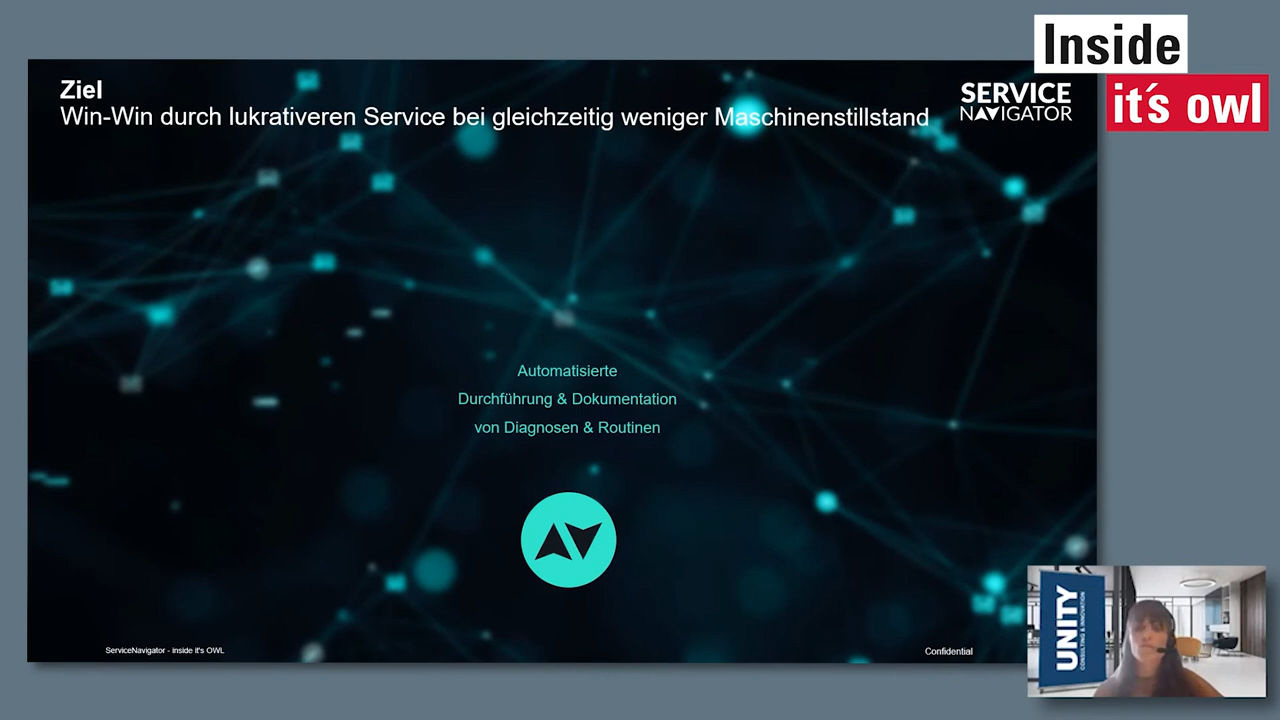 Inside
it´s owl
Ziel
Win-Win durch lukrativeren Service bei gleichzeitig weniger Maschinenstillstand
SERVICE
NAVIGATOR
Automatisierte
Durchführung & Dokumentation
von Diagnosen & Routinen
ServiceNavigator - inside it's OWL
Confidential
UNITY
CONSULTING & INNOVATION